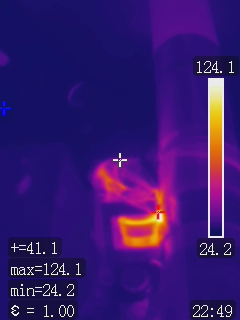 124.1
24.2
+=41.1
max=124.1
min=24.2
ε = 1.00
22:49